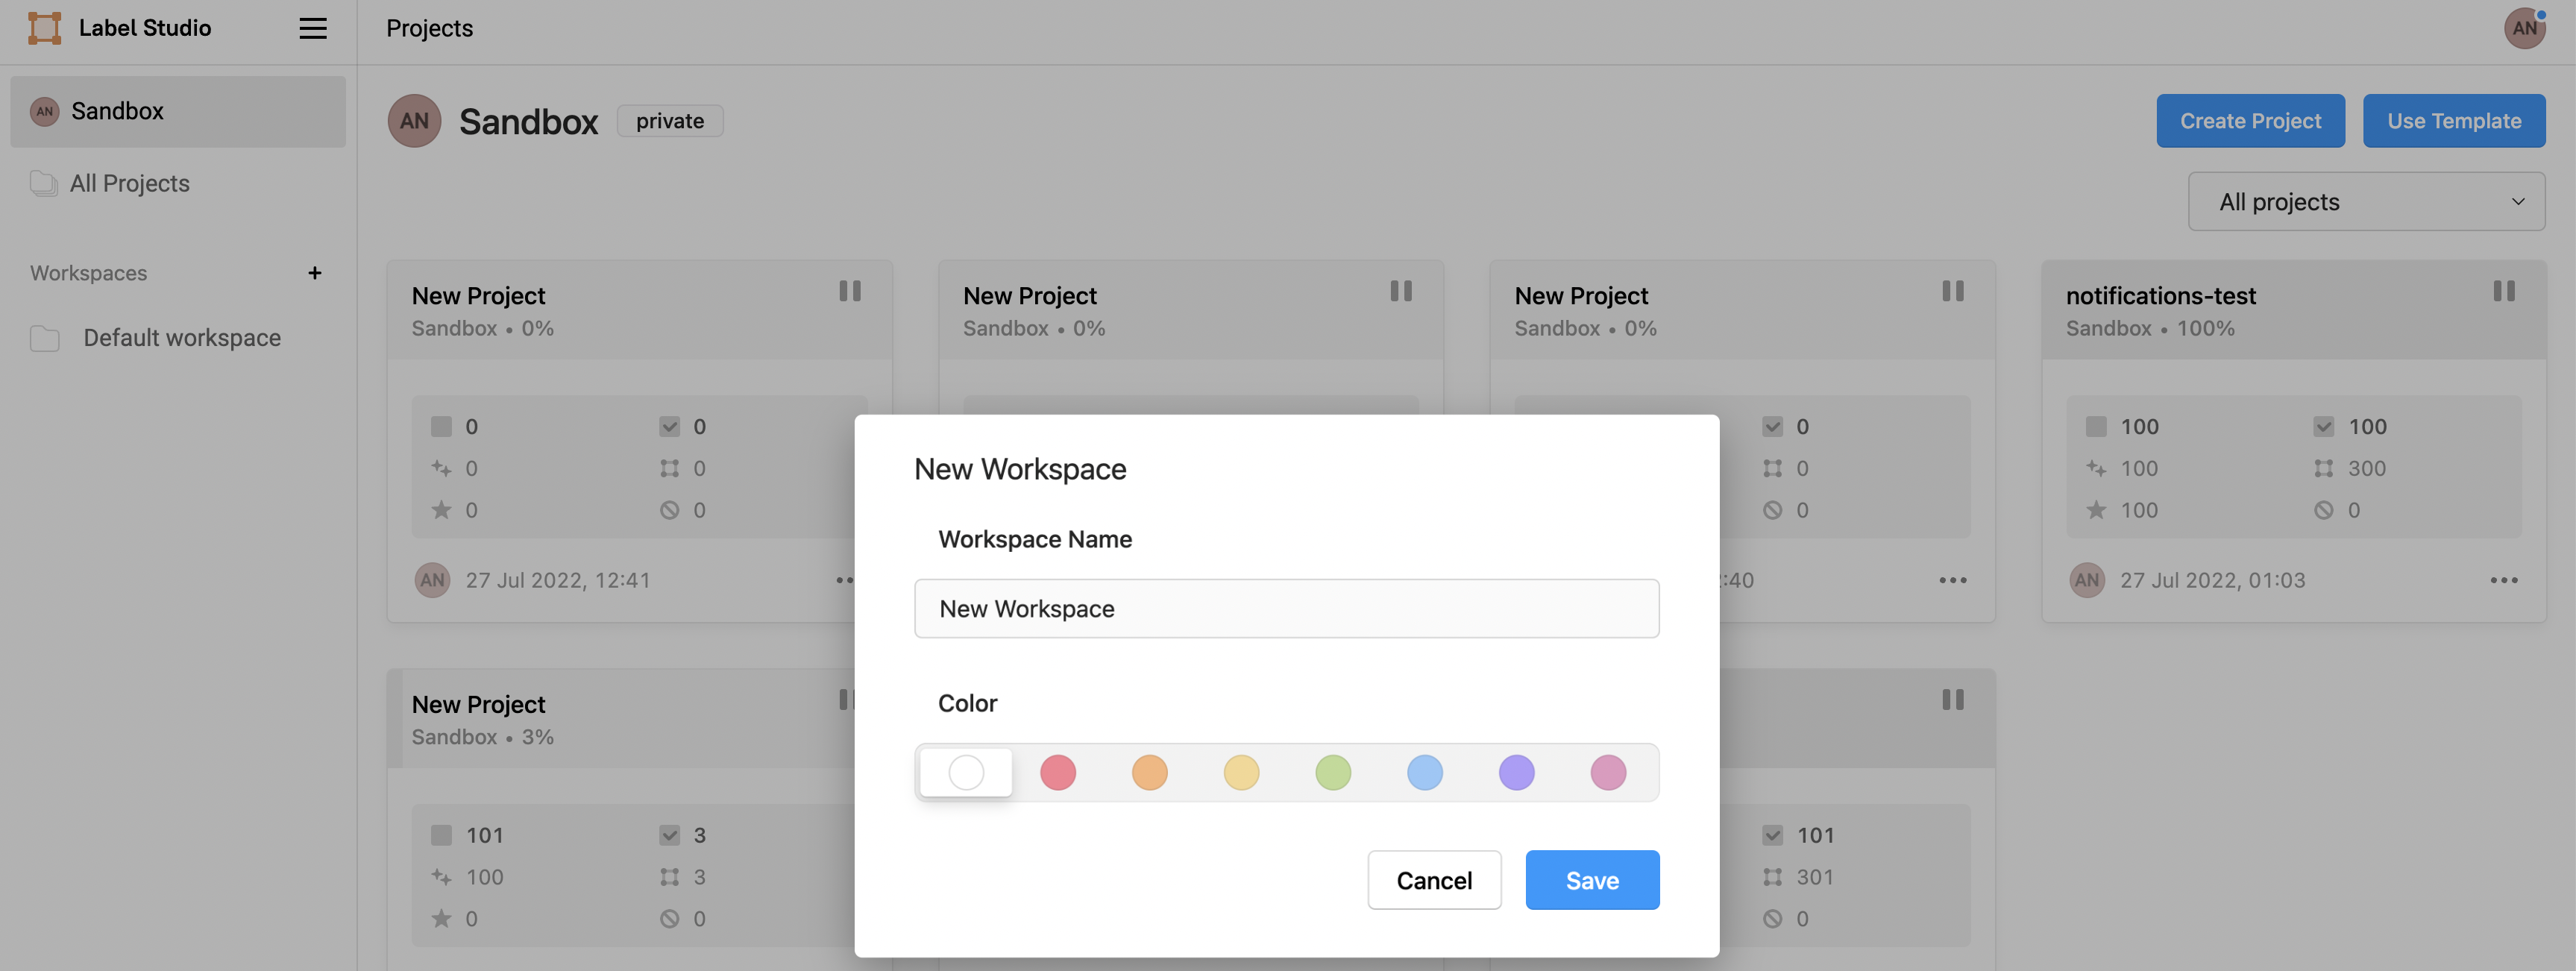 Label Studio
Projects
AN
AN Sandbox
All Projects
Workspaces +
Default workspace
AN Sandbox private
Create Project Use Template
All projects
New Project
Sandbox • 0%
0 0
0 0
0 0
AN 27 Jul 2022, 12:41
New Project
Sandbox • 0%
New Project
Sandbox • 0%
0
0
0
:40
notifications-test
Sandbox • 100%
100 100
100 300
100 0
AN 27 Jul 2022, 01:03
New Project
Sandbox • 3%
101 3
100 3
0 0
101
301
0
New Workspace
Workspace Name
New Workspace
Color
Cancel Save